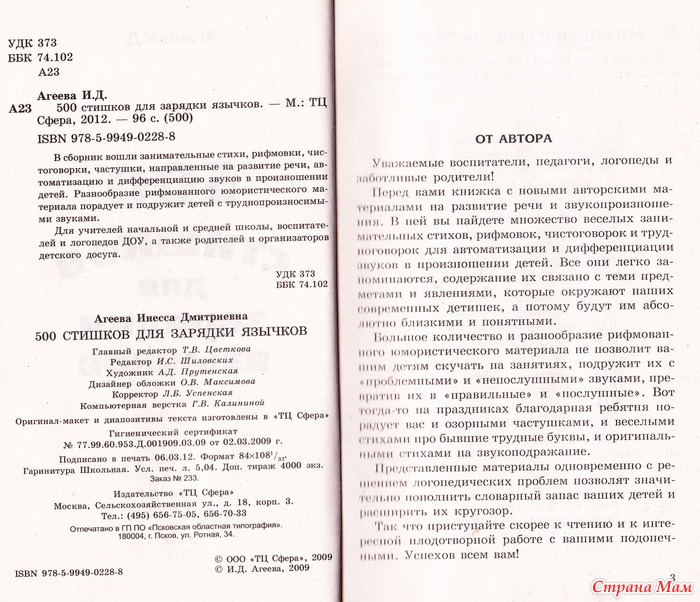 УДК 373
ББК 74.102
А23
Агеева И.Д.
А23 500 стишков для зарядки язычков. — М.: ТЦ
Сфера, 2012. — 96 с. (500)
ISBN 978-5-9949-0228-8
В сборник вошли занимательные стихи, рифмовки, чис-
тоговорки, частушки, направленные на развитие речи, ав-
томатизацию и дифференциацию звуков в произношении
детей. Разнообразие рифмованного юмористического ма-
териала порадует и подружит детей с труднопроизносимы-
ми звуками.
Для учителей начальной и средней школы, воспитате-
лей и логопедов ДОУ, а также родителей и организаторов
детского досуга.
УДК 373
ББК 74.102
Агеева Инесса Дмитриевна
500 СТИШКОВ ДЛЯ ЗАРЯДКИ ЯЗЫЧКОВ
Главный редактор Т.В. Цветкова
Редактор И.С. Шиловских
Художник А.Д. Прутенская
Дизайнер обложки О.В. Максимова
Корректор Л.Б. Успенская
Компьютерная верстка Г.В. Калининой
Оригинал-макет и диапозитивы текста изготовлены в «ТЦ Сфера»
Гигиенический сертификат
№ 77.99.60.953.Д.001909.03.09 от 02.03.2009 г.
Подписано в печать 06.03.12. Формат 84×108 1/32.
Гарнитура Школьная. Усл. печ. л. 5,04. Доп. тираж 4000 экз.
Заказ № 233.
Издательство «ТЦ Сфера»
Москва, Сельскохозяйственная ул., д. 18, корп. 3.
Тел.: (495) 656-75-05, 656-70-33
Отпечатано в ГП ПО «Псковская областная типография».
180004, г. Псков, ул. Ротная, 34.
© ООО «ТЦ Сфера», 2009
ISBN 978-5-9949-0228-8 © И.Д. Агеева, 2009
ОТ АВТОРА
Уважаемые воспитатели, педагоги, логопеды и
заботливые родители!
Перед вами книжка с новыми авторскими ма-
териалами на развитие речи и звукопроизноше-
ния. В ней вы найдете множество веселых зани-
мательных стихов, рифмовок, чистоговорок и труд-
ноговорок для автоматизации и дифференциации
звуков в произношении детей. Все они легко за-
поминаются, содержание их связано с теми пред-
метами и явлениями, которые окружают наших
современных детишек, а потому будут им абсо-
лютно близкими и понятными.
Большое количество и разнообразие рифмован-
ного юмористического материала не позволит ва-
шим детям скучать на занятиях, подружит их с
«проблемными» и «непослушными» звуками, пре-
вратив их в «правильные» и «послушные». Вот
тогда-то на праздниках благодарная ребятня по-
радует вас и озорными частушками, и веселыми
стихами про бывшие трудные буквы, и оригиналь-
ными стихами на звукоподражание.
Представленные материалы одновременно с ре-
шением логопедических проблем позволят значи-
тельно пополнить словарный запас ваших детей и
расширить их кругозор.
Так что приступайте скорее к чтению и к инте-
ресной плодотворной работе с вашими подопеч-
ными. Успехов всем вам!
3
Страна Мам